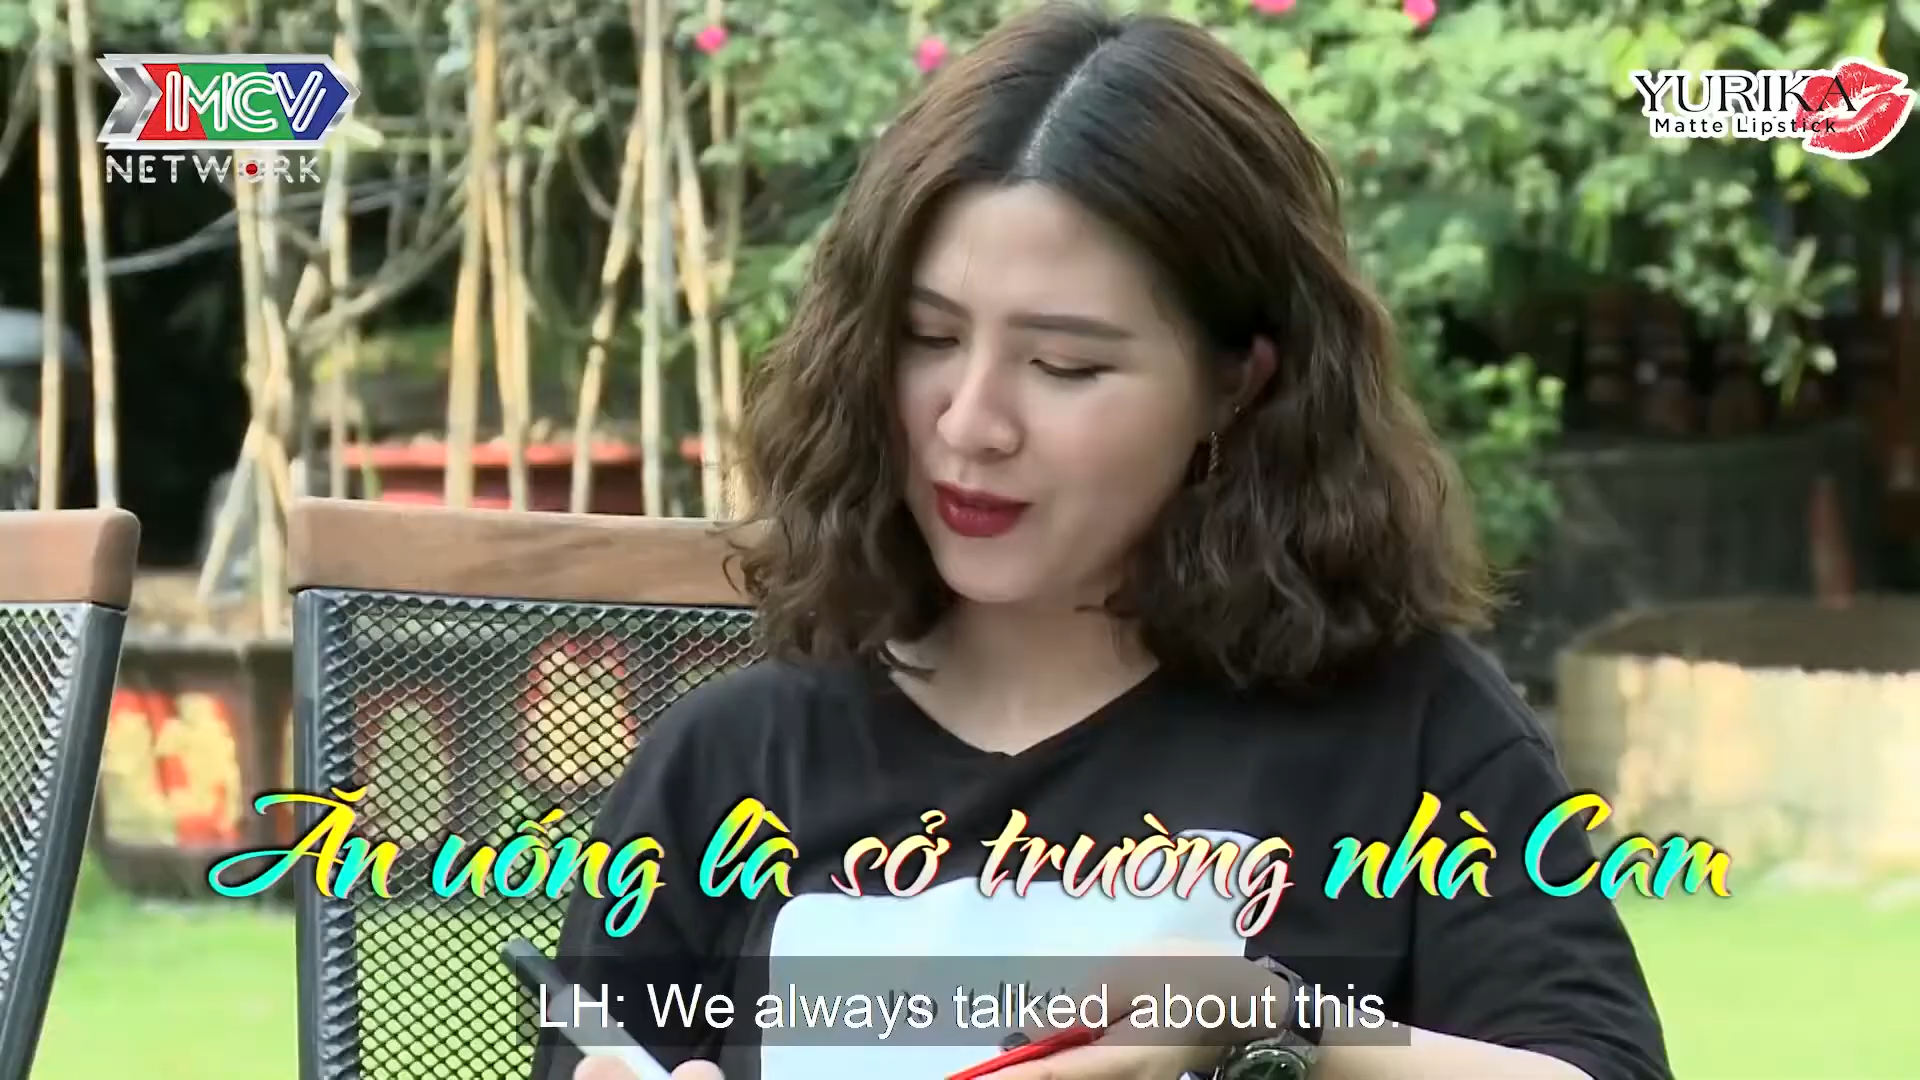 MCV
NETWORK
YURIKA
Matte Lipstick
Ăn uống là sở trường nhà Cam
LH: We always talked about this.